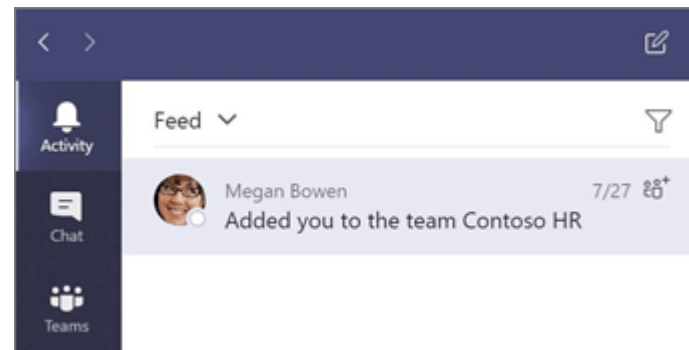 Activity
Feed
Megan Bowen 7/27
Added you to the team Contoso HR
Chat
Teams